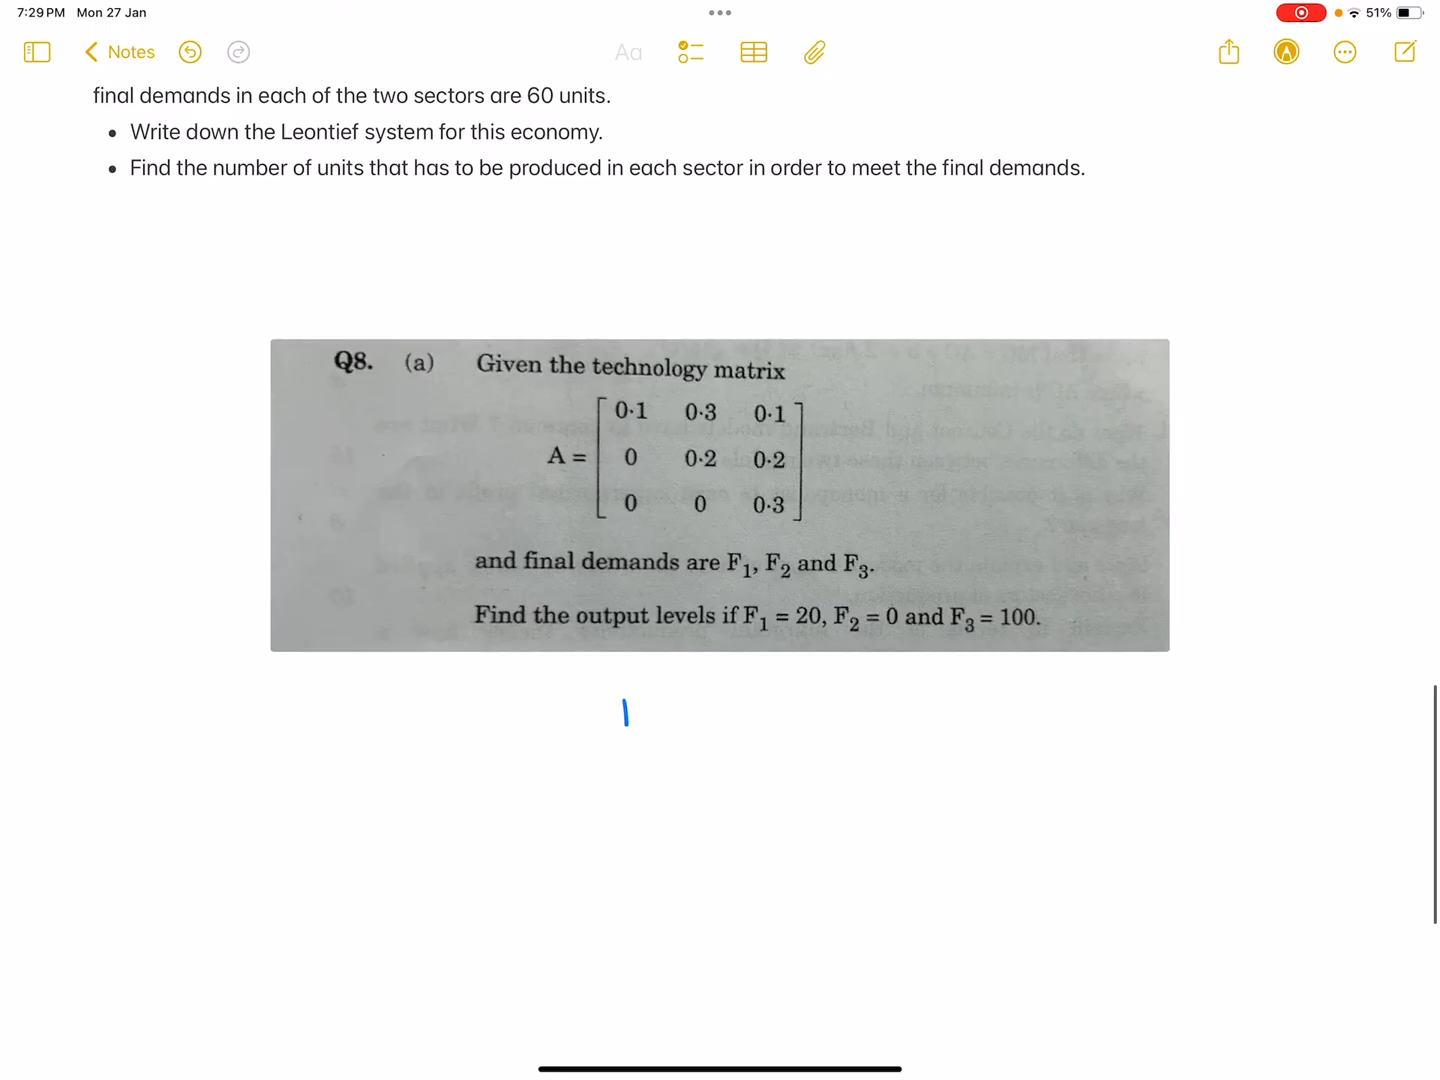 7:29 PM Mon 27 Jan
51%
Notes
Aa
final demands in each of the two sectors are 60 units.
• Write down the Leontief system for this economy.
• Find the number of units that has to be produced in each sector in order to meet the final demands.
Q8. (a) Given the technology matrix
0·1 0·3 0·1
A = 0 0·2 0·2
0 0 0·3
and final demands are F₁, F₂ and F₃.
Find the output levels if F₁ = 20, F₂ = 0 and F₃ = 100.